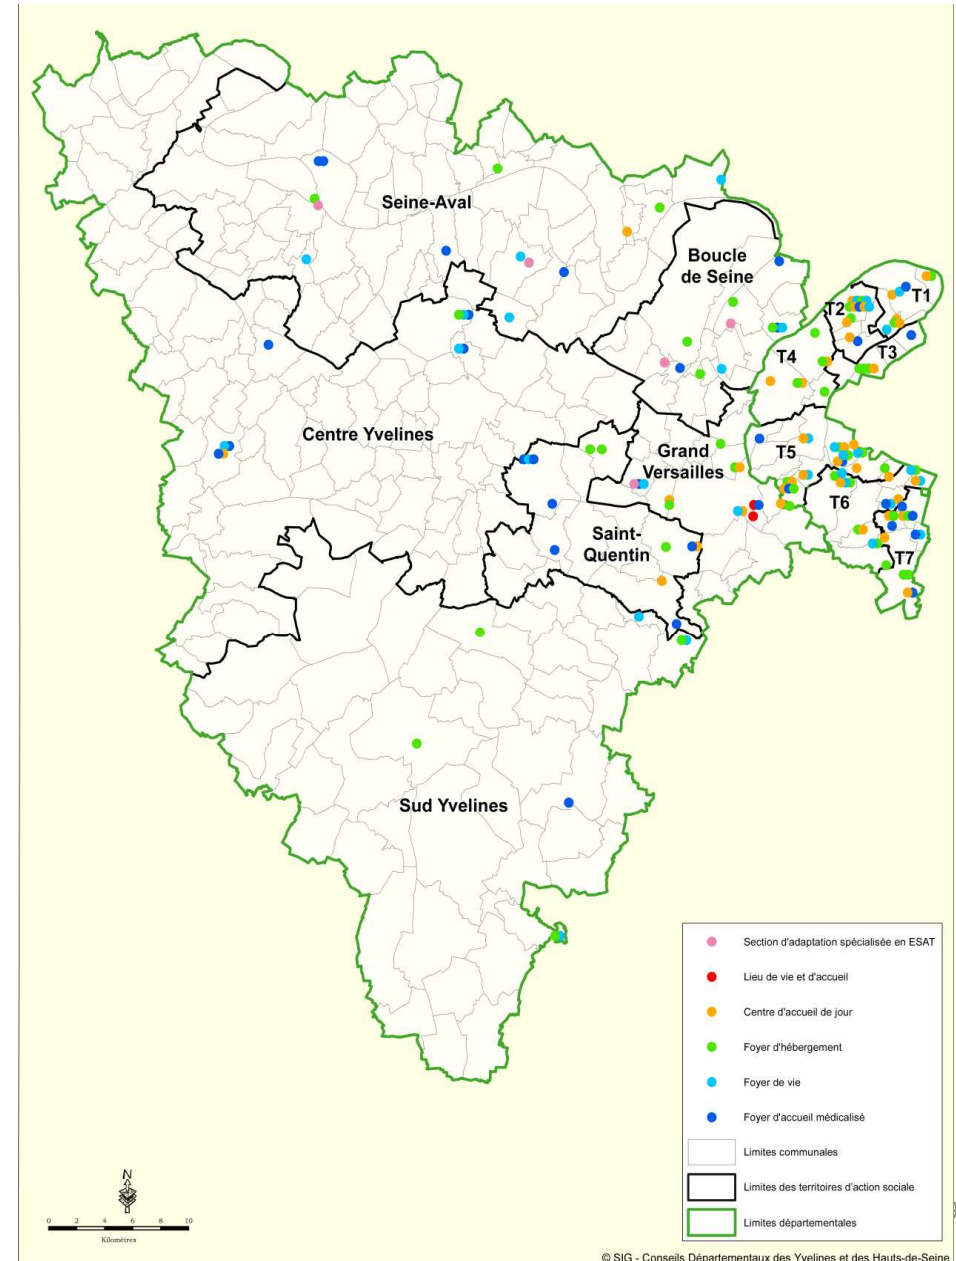 Seine-Aval
Boucle
de Seine
T1
T2
T3
T4
Centre Yvelines
Grand
Versailles
T5
T6
Saint-
Quentin
T7
Sud Yvelines
Section d'adaptation spécialisée en ESAT
Lieu de vie et d'accueil
Centre d'accueil de jour
Foyer d'hébergement
Foyer de vie
Foyer d'accueil médicalisé
Limites communales
Limites des territoires d'action sociale
Limites départementales
N
0 2 4 6 8 10
Kilomètres
© SIG - Conseils Départementaux des Yvelines et des Hauts-de-Seine